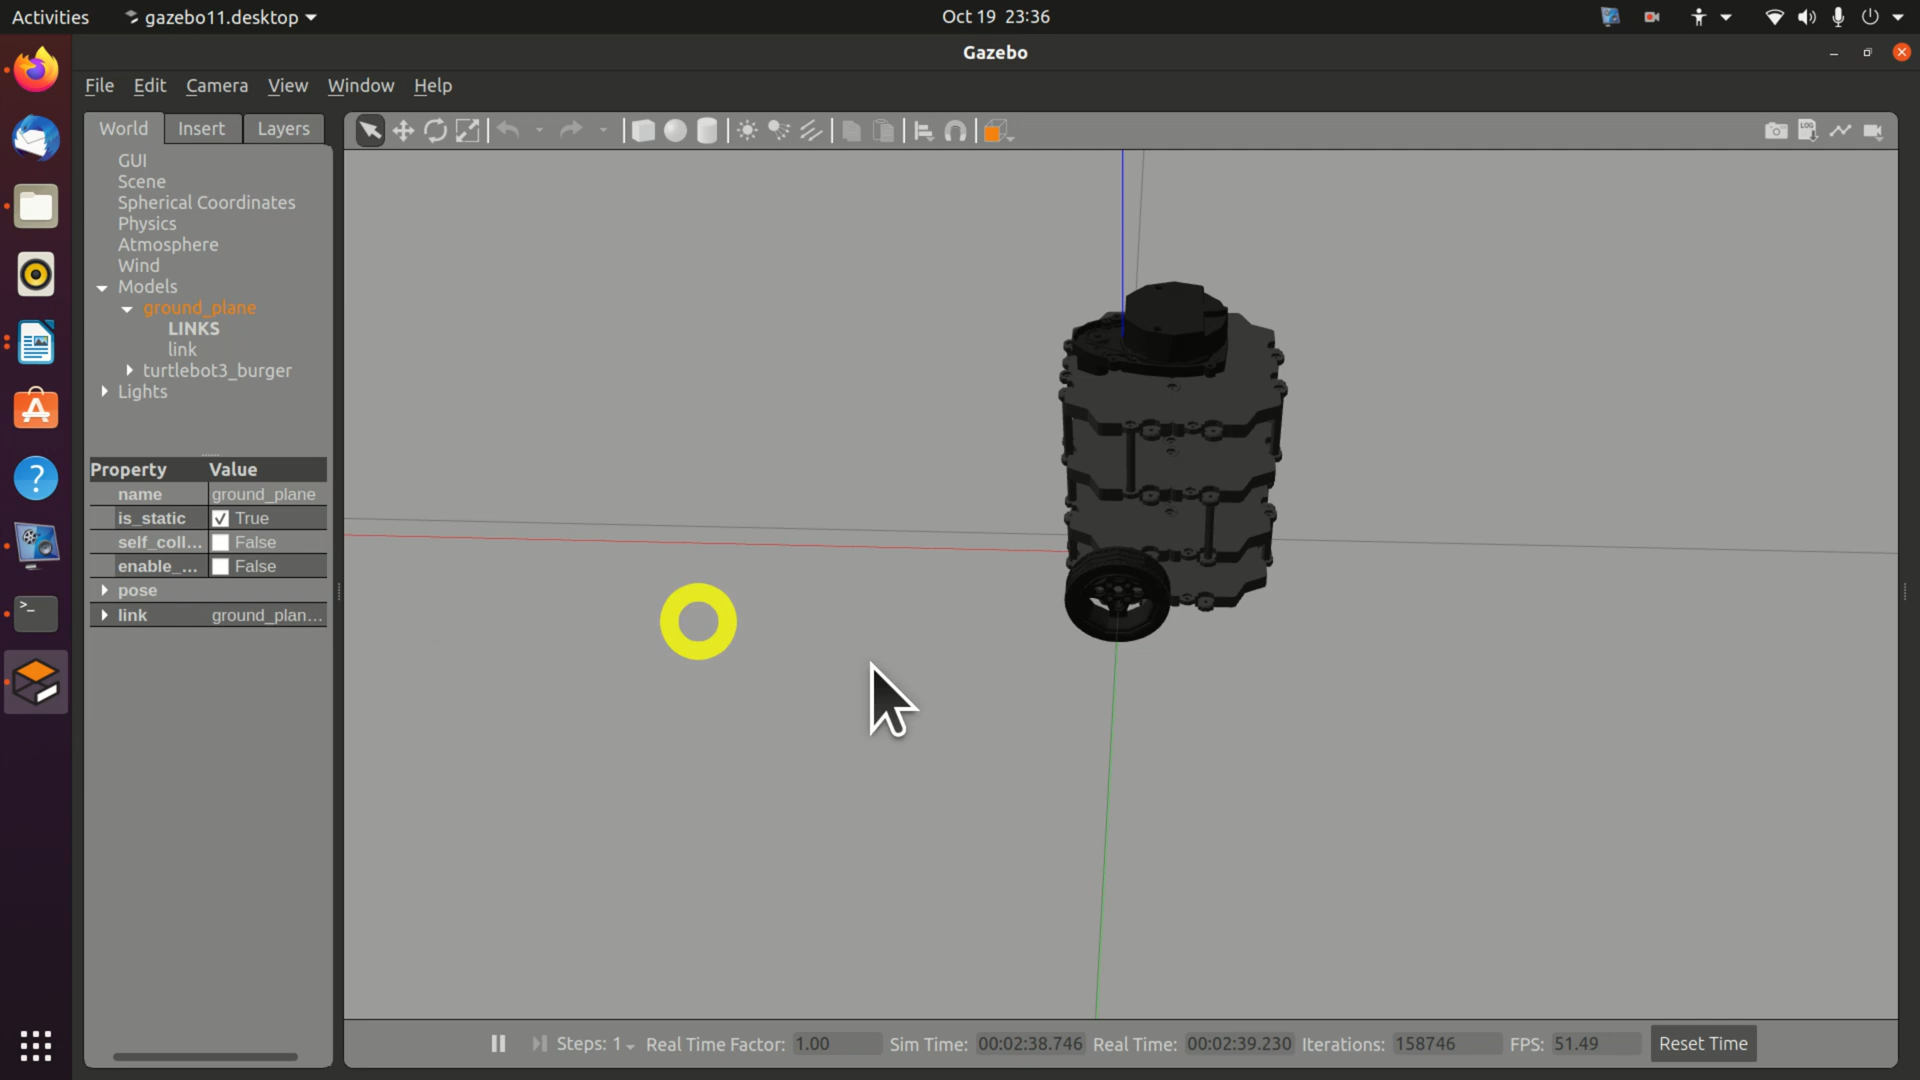 Activities
gazebo11.desktop
Oct 19 23:36
Gazebo
File Edit Camera View Window Help
World Insert Layers
GUI
Scene
Spherical Coordinates
Physics
Atmosphere
Wind
Models
ground_plane
LINKS
link
turtlebot3_burger
Lights
Property Value
name ground_plane
is_static True
self_coll... False
enable_... False
pose
link ground_plan...
Steps: 1 Real Time Factor: 1.00 Sim Time: 00:02:38.746 Real Time: 00:02:39.230 Iterations: 158746 FPS: 51.49 Reset Time